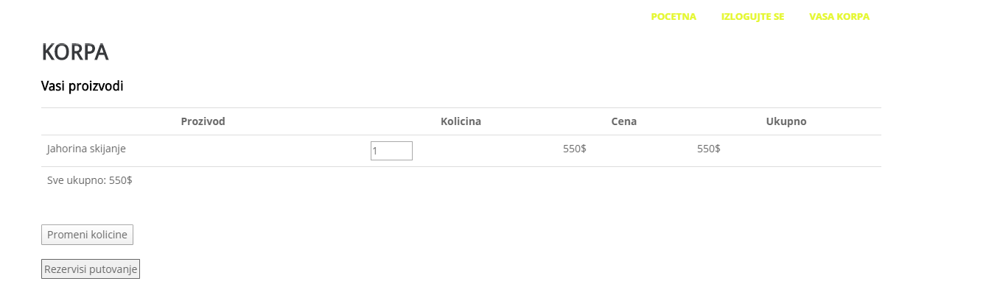 POCETNA IZLOGUJTE SE VASA KORPA
KORPA
Vasi proizvodi
Prozivod Kolicina Cena Ukupno
Jahorina skijanje 1 550$ 550$
Sve ukupno: 550$
Promeni kolicine
Rezervisi putovanje